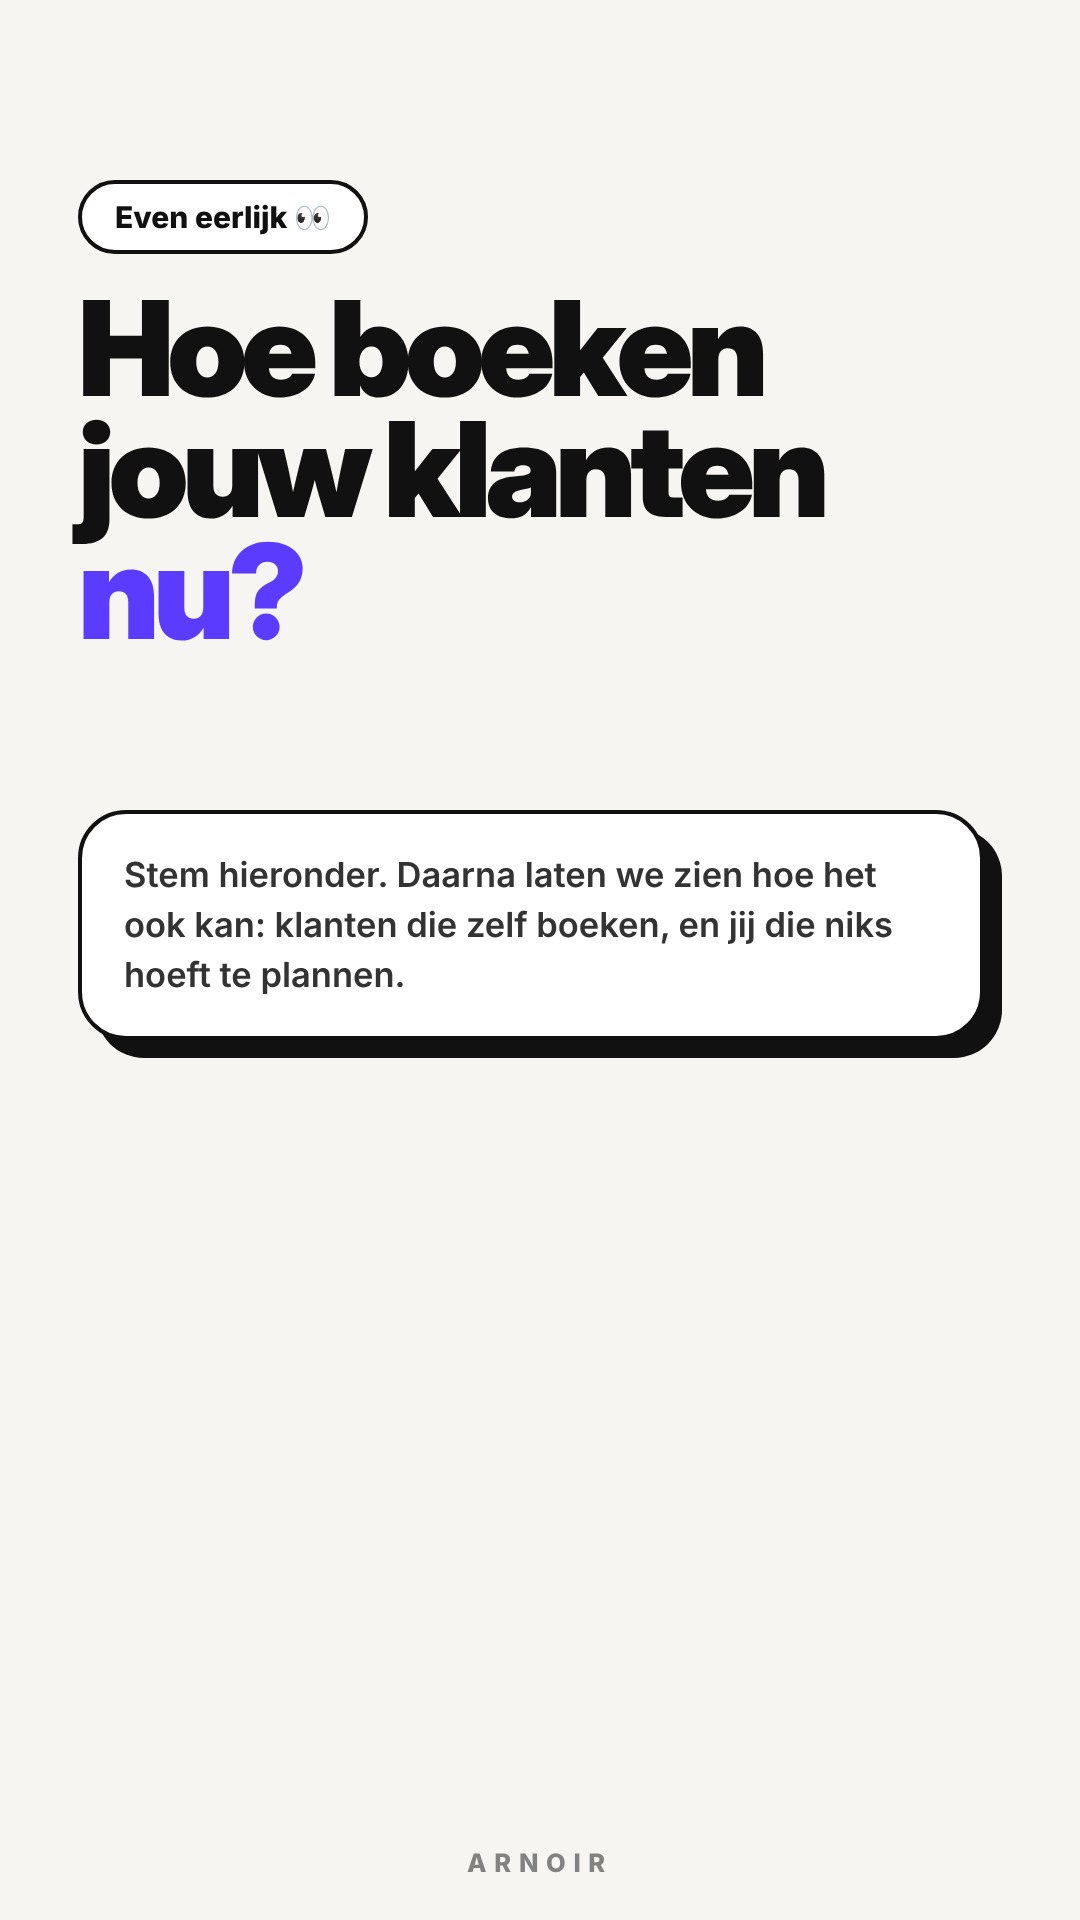 Even eerlijk 👀
Hoe boeken
jouw klanten
nu?
Stem hieronder. Daarna laten we zien hoe het
ook kan: klanten die zelf boeken, en jij die niks
hoeft te plannen.
ARNOIR